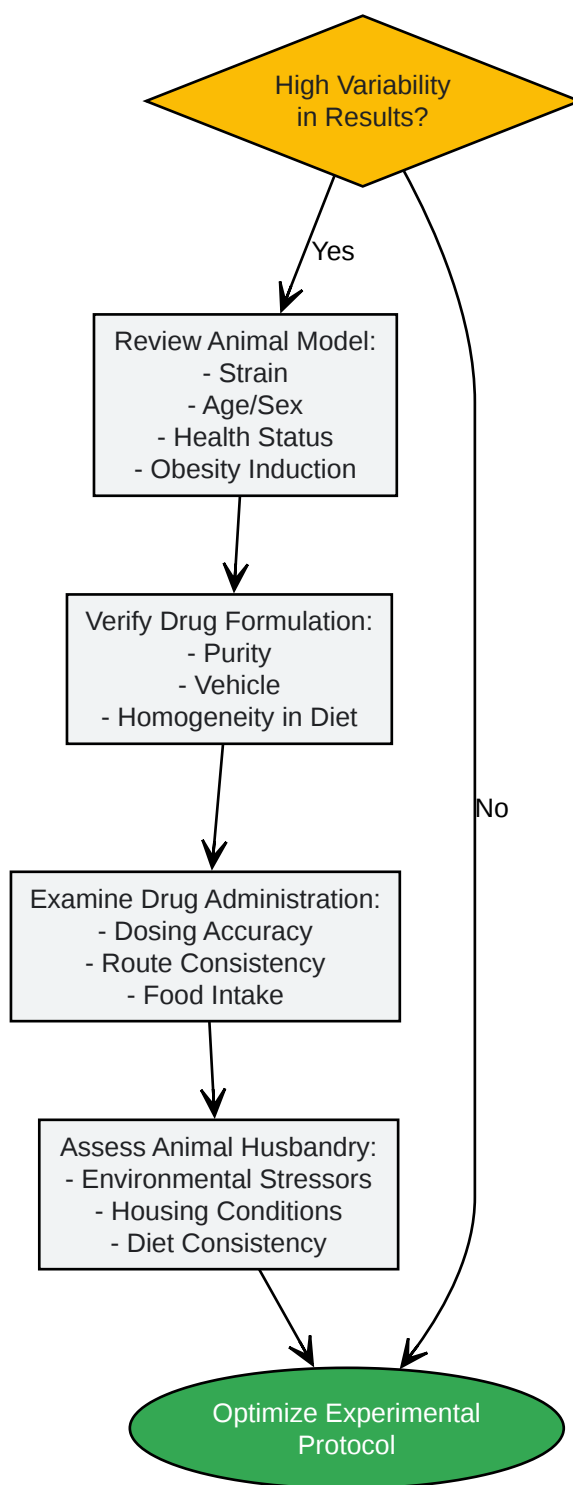 High Variability
in Results?
Yes
Review Animal Model:
- Strain
- Age/Sex
- Health Status
- Obesity Induction
Verify Drug Formulation:
- Purity
- Vehicle
- Homogeneity in Diet
No
Examine Drug Administration:
- Dosing Accuracy
- Route Consistency
- Food Intake
Assess Animal Husbandry:
- Environmental Stressors
- Housing Conditions
- Diet Consistency
Optimize Experimental
Protocol